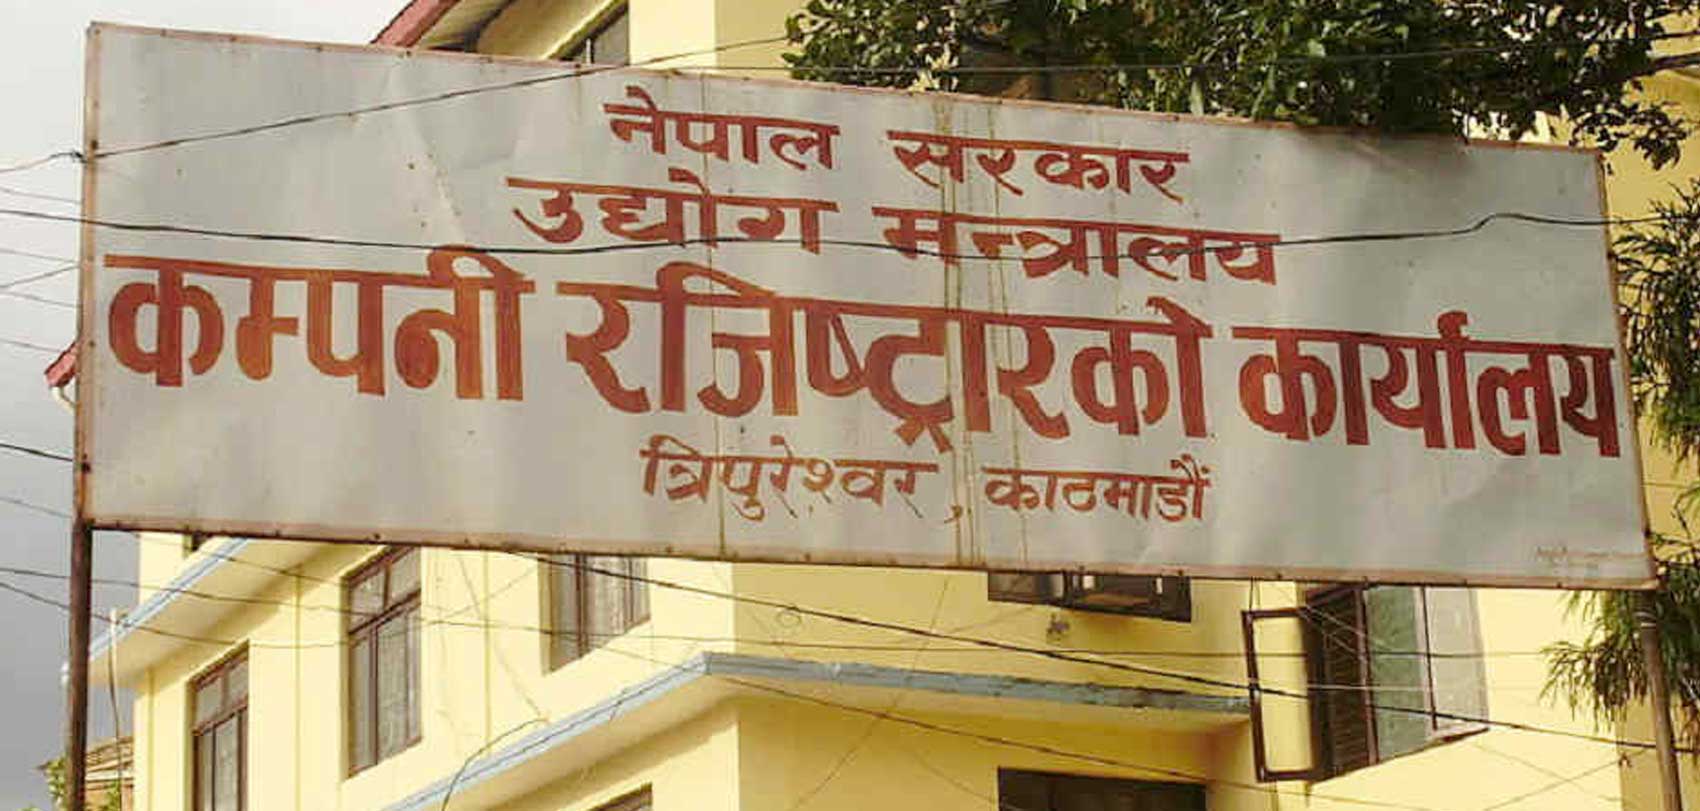 नेपाल सरकार
उद्योग मन्त्रालय
कम्पनी रजिष्ट्रारको कार्यालय
त्रिपुरेश्वर, काठमाडौं